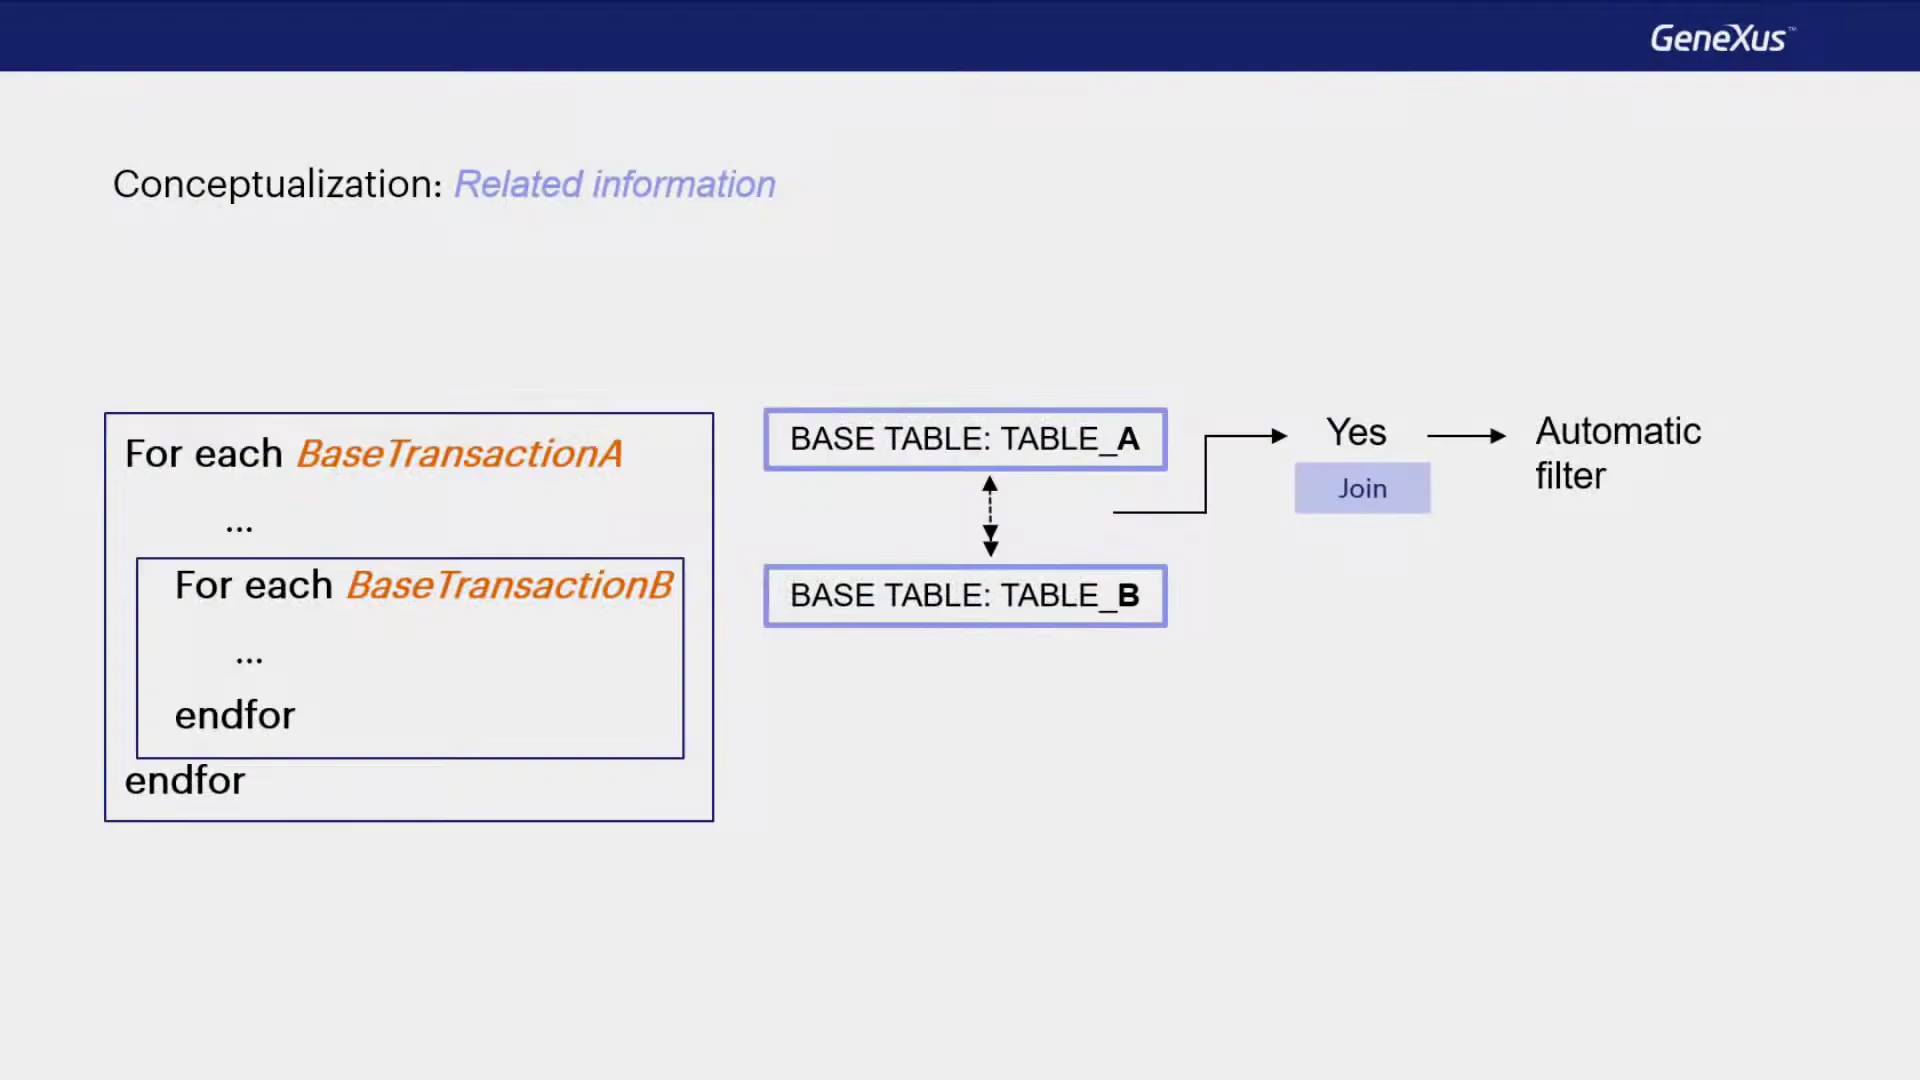 GeneXus™
Conceptualization: Related information
For each BaseTransactionA
...
For each BaseTransactionB
...
endfor
endfor
BASE TABLE: TABLE_A
BASE TABLE: TABLE_B
Yes
Join
Automatic
filter